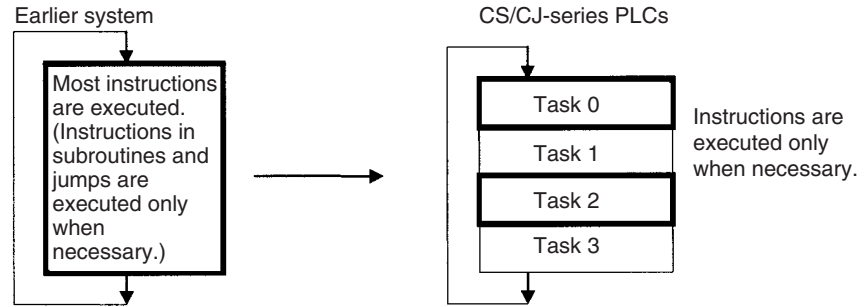 Earlier system
CS/CJ-series PLCs
Most instructions
are executed.
(Instructions in
subroutines and
jumps are
executed only
when
necessary.)
Task 0
Task 1
Task 2
Task 3
Instructions are
executed only
when necessary.